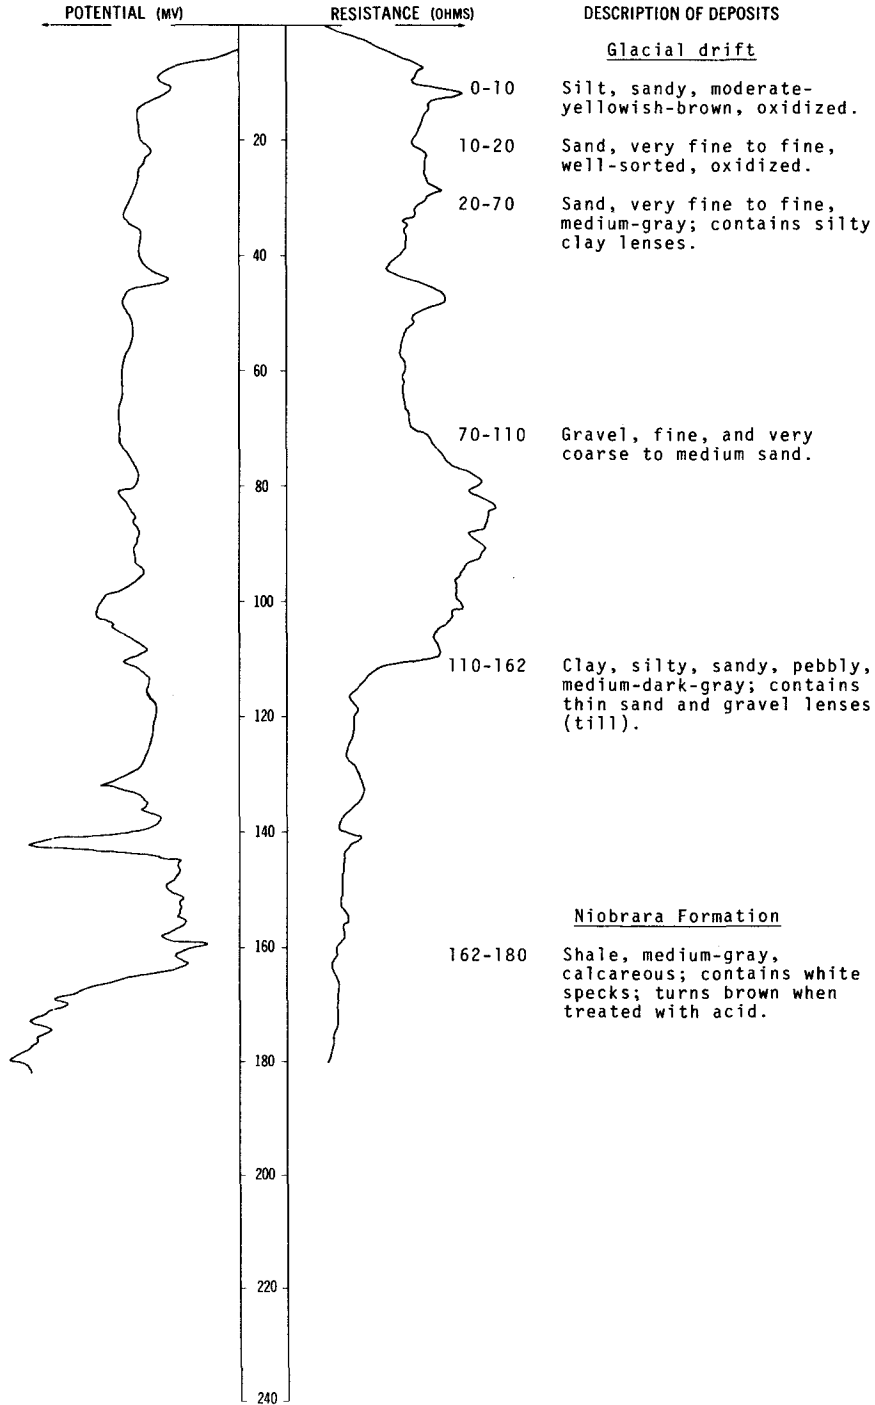 POTENTIAL (MV) RESISTANCE (OHMS) DESCRIPTION OF DEPOSITS
Glacial drift
0-10 Silt, sandy, moderate-
yellowish-brown, oxidized.
20
10-20 Sand, very fine to fine,
well-sorted, oxidized.
20-70 Sand, very fine to fine,
medium-gray; contains silty
clay lenses.
40
60
70-110 Gravel, fine, and very
coarse to medium sand.
80
100
110-162 Clay, silty, sandy, pebbly,
medium-dark-gray; contains
thin sand and gravel lenses
(till).
120
140
Niobrara Formation
160
162-180 Shale, medium-gray,
calcareous; contains white
specks; turns brown when
treated with acid.
180
200
220
240